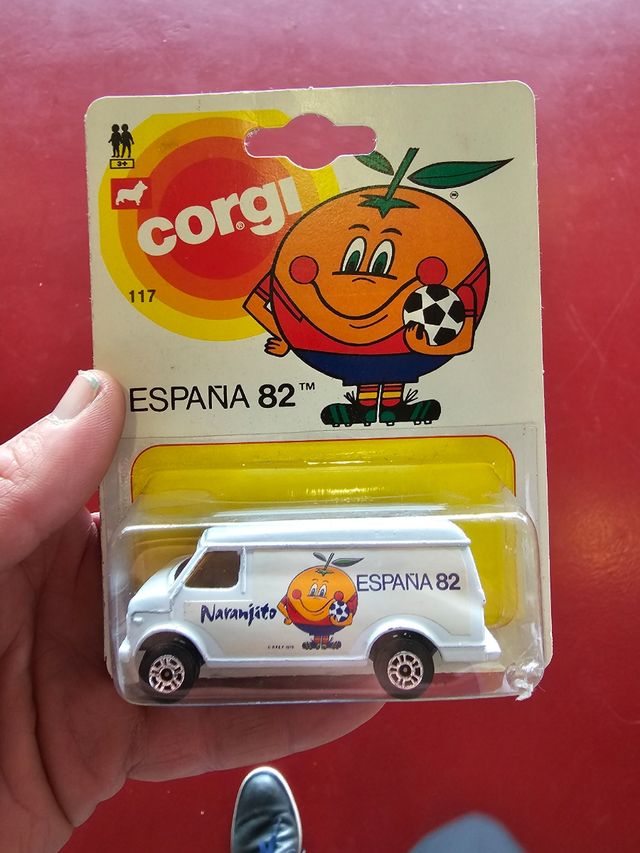 3+
corgi
®
117
ESPAÑA 82™
Naranjito
ESPAÑA 82